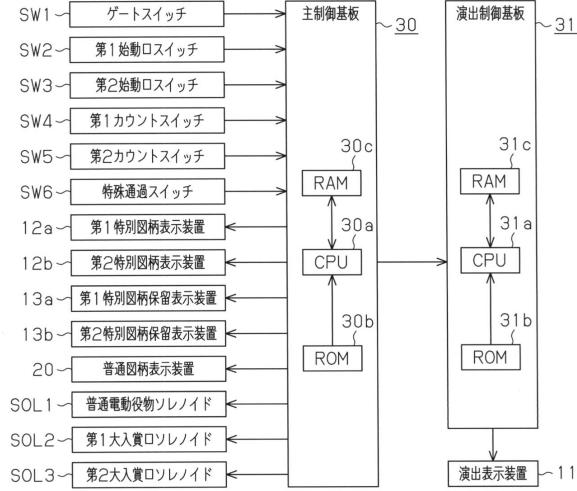 SW1 ゲートスイッチ
SW2 第1始動口スイッチ
SW3 第2始動口スイッチ
SW4 第1カウントスイッチ
SW5 第2カウントスイッチ
SW6 特殊通過スイッチ
12a 第1特別図柄表示装置
12b 第2特別図柄表示装置
13a 第1特別図柄保留表示装置
13b 第2特別図柄保留表示装置
20 普通図柄表示装置
SOL1 普通電動役物ソレノイド
SOL2 第1大入賞口ソレノイド
SOL3 第2大入賞口ソレノイド
主制御基板 30
30c
RAM
30a
CPU
30b
ROM
演出制御基板 31
31c
RAM
31a
CPU
31b
ROM
演出表示装置 11